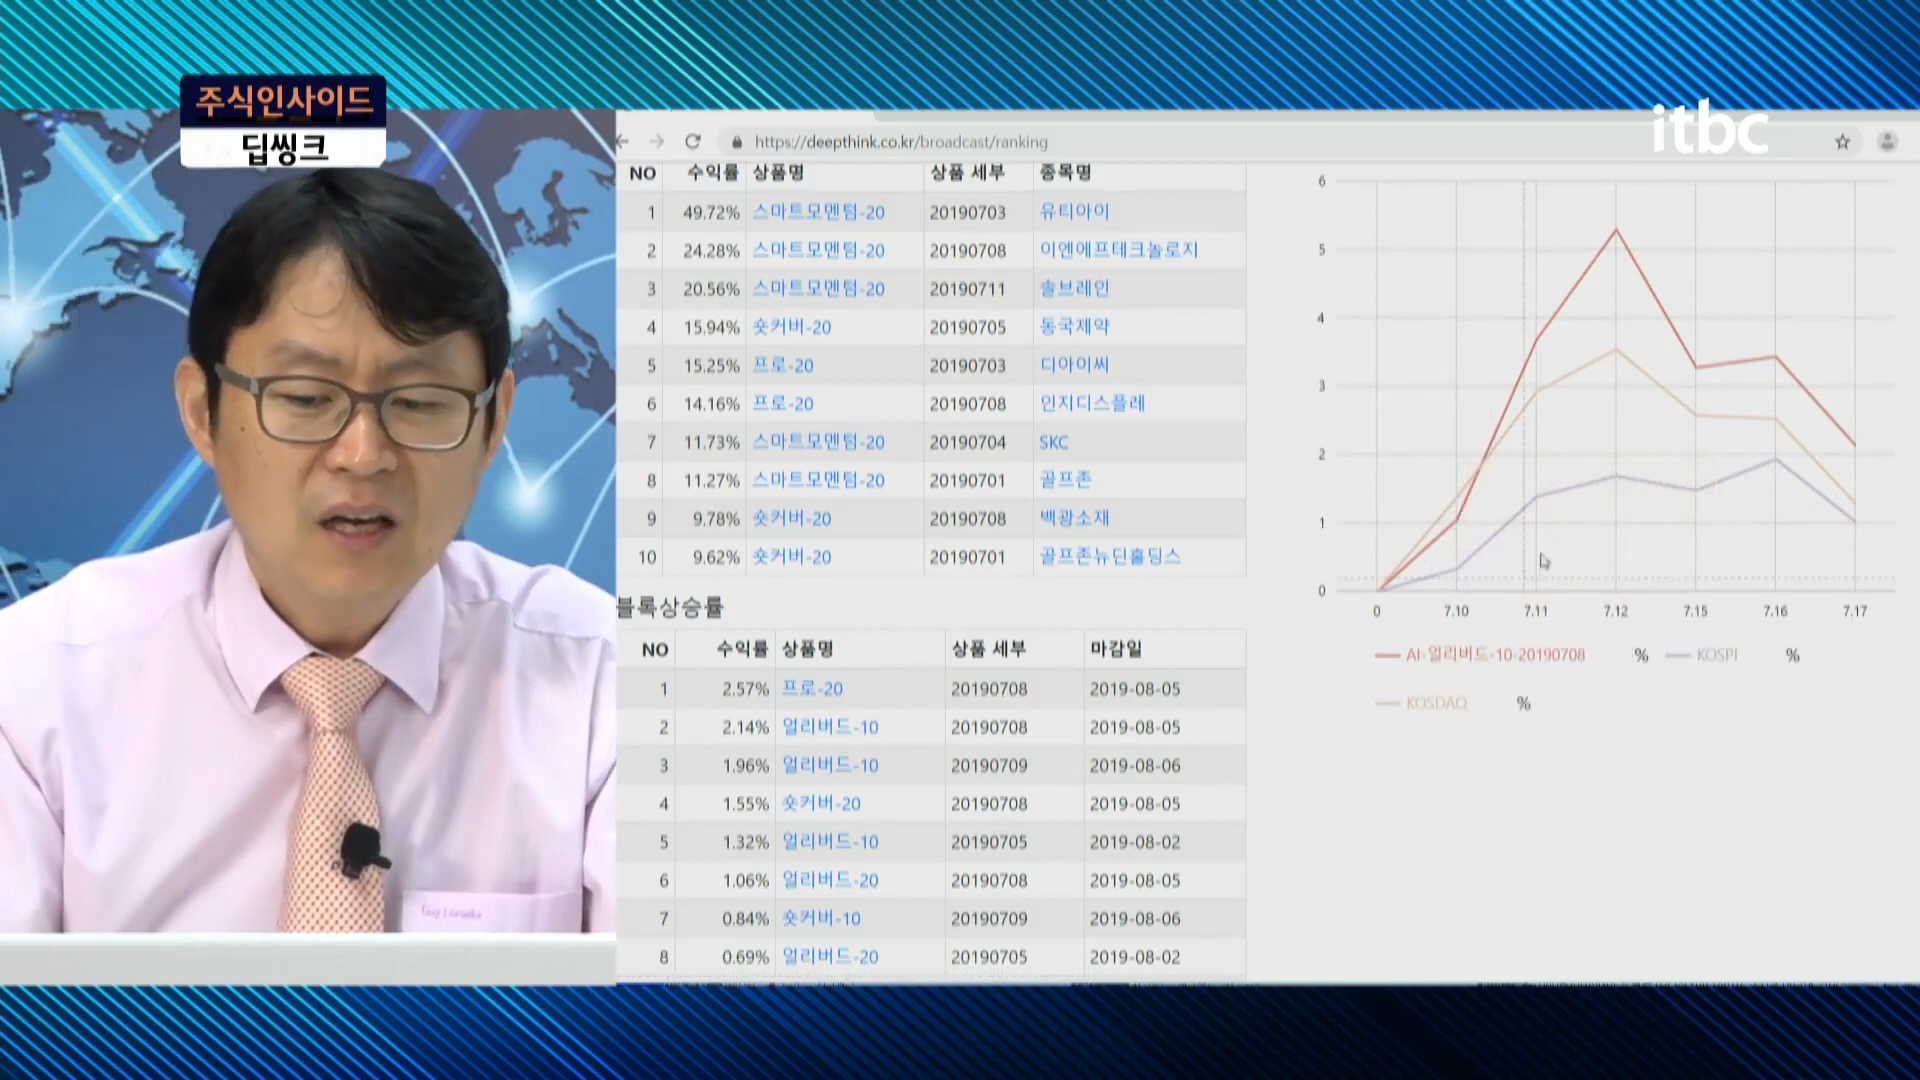 주식인사이드
딥씽크
itbc
https://deepthink.co.kr/broadcast/ranking
NO 수익률 상품명 상품 세부 종목명
1 49.72% 스마트모멘텀-20 20190703 유티아이
2 24.28% 스마트모멘텀-20 20190708 이엔에프테크놀로지
3 20.56% 스마트모멘텀-20 20190711 솔브레인
4 15.94% 숏커버-20 20190705 동국제약
5 15.25% 프로-20 20190703 디아이씨
6 14.16% 프로-20 20190708 인지디스플레
7 11.73% 스마트모멘텀-20 20190704 SKC
8 11.27% 스마트모멘텀-20 20190701 골프존
9 9.78% 숏커버-20 20190708 백광소재
10 9.62% 숏커버-20 20190701 골프존뉴딘홀딩스
블록상승률
NO 수익률 상품명 상품 세부 마감일
1 2.57% 프로-20 20190708 2019-08-05
2 2.14% 얼리버드-10 20190708 2019-08-05
3 1.96% 얼리버드-10 20190709 2019-08-06
4 1.55% 숏커버-20 20190708 2019-08-05
5 1.32% 얼리버드-10 20190705 2019-08-02
6 1.06% 얼리버드-20 20190708 2019-08-05
7 0.84% 숏커버-10 20190709 2019-08-06
8 0.69% 얼리버드-20 20190705 2019-08-02
6
5
4
3
2
1
0
0 7.10 7.11 7.12 7.15 7.16 7.17
AI-얼리버드-10-20190708 % KOSPI %
KOSDAQ %